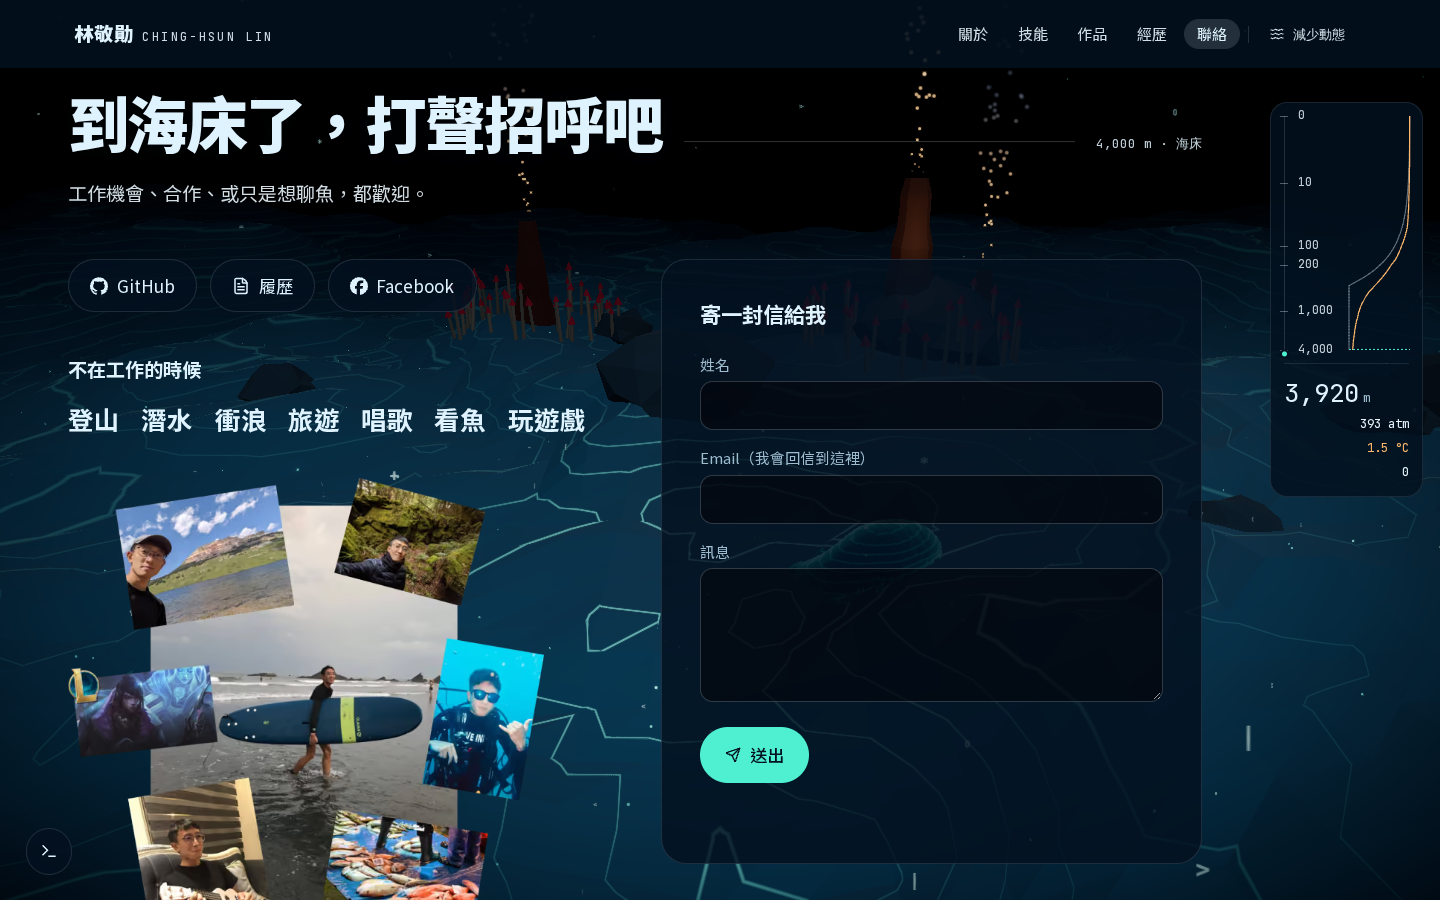 林敬勛 CHING-HSUN LIN
關於 技能 作品 經歷 聯絡 減少動態
到海床了，打聲招呼吧
4,000 m · 海床
工作機會、合作、或只是想聊魚，都歡迎。
GitHub 履歷 Facebook
不在工作的時候
登山 潛水 衝浪 旅遊 唱歌 看魚 玩遊戲
寄一封信給我
姓名
Email（我會回信到這裡）
訊息
送出
0
10
100
200
1,000
4,000
3,920 m
393 atm
1.5 °C
0